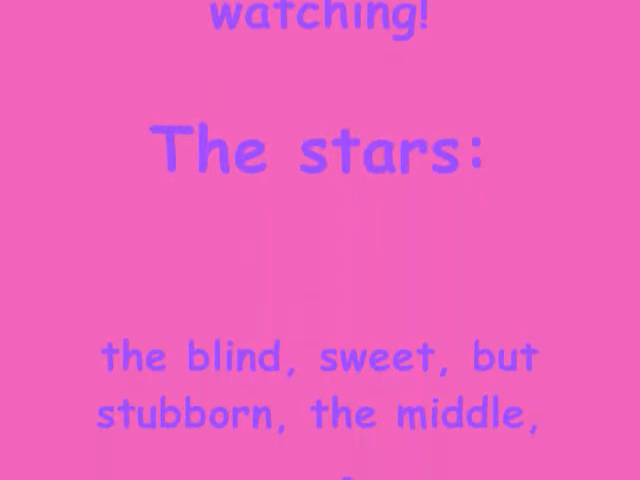 watching!
The stars:
the blind, sweet, but
stubborn, the middle,